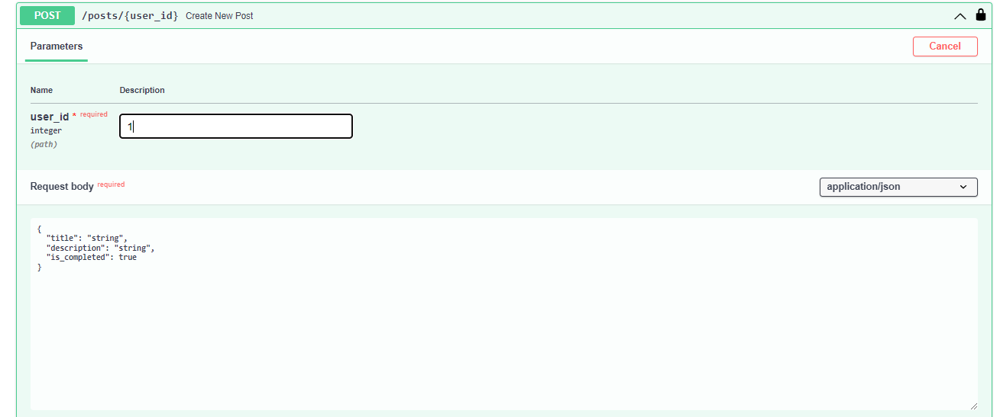 POST /posts/{user_id} Create New Post
Parameters
Cancel
Name Description
user_id * required
integer
(path)
1
Request body required
application/json
{
  "title": "string",
  "description": "string",
  "is_completed": true
}